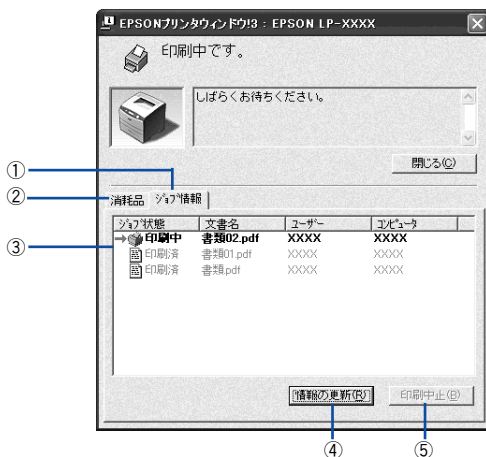 EPSONプリンタウィンドウ!3 : EPSON LP-XXXX
印刷中です。
しばらくお待ちください。
閉じる(C)
①
②
消耗品 ジョブ情報
③
ジョブ状態 文書名 ユーザー コンピュータ
印刷中 書類02.pdf XXXX XXXX
印刷済 書類01.pdf XXXX XXXX
印刷済 書類.pdf XXXX XXXX
情報の更新(R) 印刷中止(B)
④ ⑤